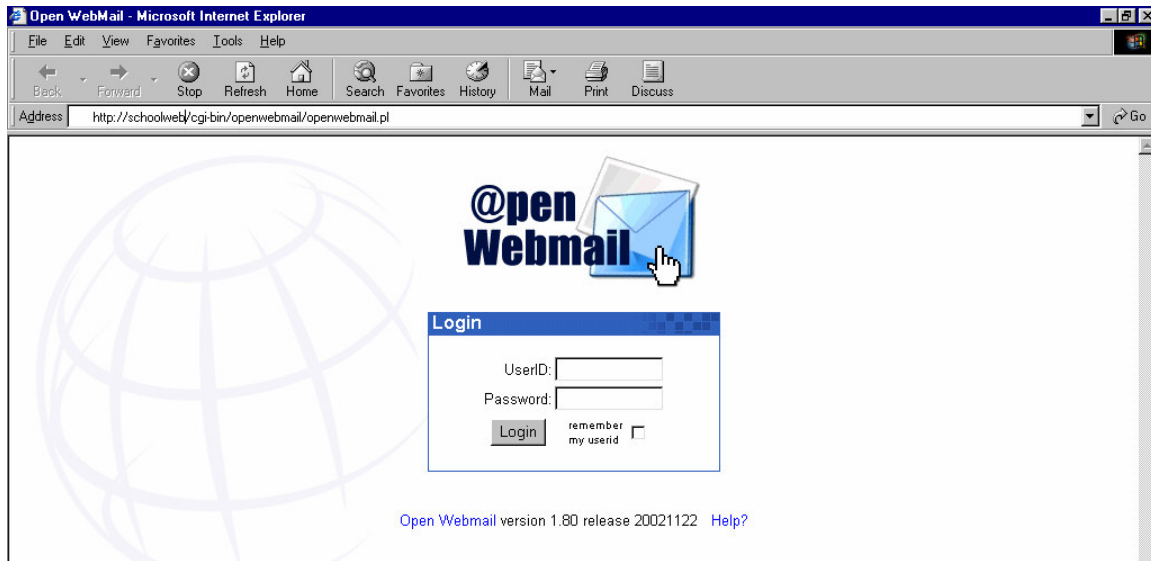 Open WebMail - Microsoft Internet Explorer
File Edit View Favorites Tools Help
Back Forward Stop Refresh Home Search Favorites History Mail Print Discuss
Address http://schoolweb/cgi-bin/openwebmail/openwebmail.pl Go
@pen
Webmail
Login
UserID:
Password:
Login remember
my userid
Open Webmail version 1.80 release 20021122 Help?